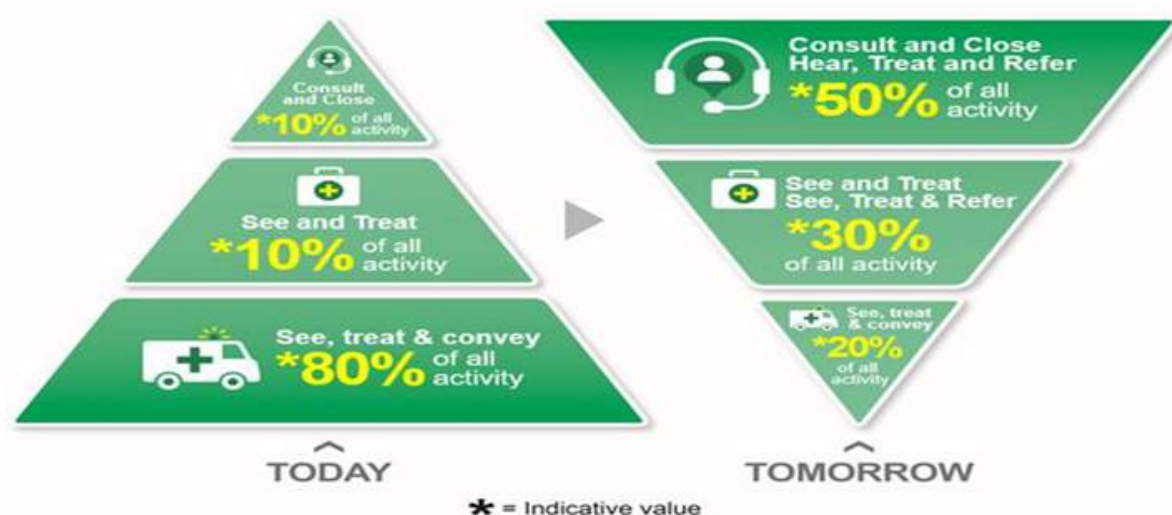 Consult
and Close
*10% of all
activity
See and Treat
*10% of all
activity
See, treat & convey
*80% of all
activity
TODAY
Consult and Close
Hear, Treat and Refer
*50% of all
activity
See and Treat
See, Treat & Refer
*30%
of all activity
See, treat
& convey
*20%
of all
activity
TOMORROW
* = Indicative value